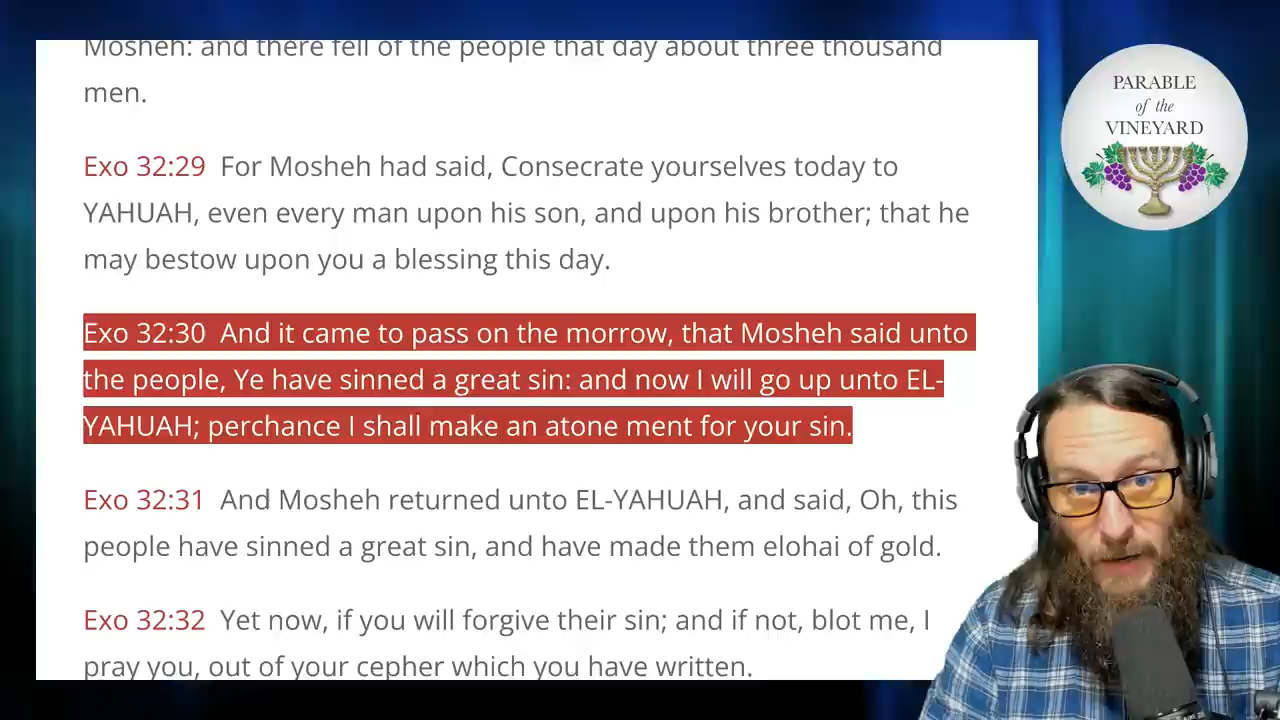 Mosheh: and there fell of the people that day about three thousand
men.
Exo 32:29 For Mosheh had said, Consecrate yourselves today to
YAHUAH, even every man upon his son, and upon his brother; that he
may bestow upon you a blessing this day.
Exo 32:30 And it came to pass on the morrow, that Mosheh said unto
the people, Ye have sinned a great sin: and now I will go up unto EL-
YAHUAH; perchance I shall make an atone ment for your sin.
Exo 32:31 And Mosheh returned unto EL-YAHUAH, and said, Oh, this
people have sinned a great sin, and have made them elohai of gold.
Exo 32:32 Yet now, if you will forgive their sin; and if not, blot me, I
pray you, out of your cepher which you have written.
PARABLE
of the
VINEYARD